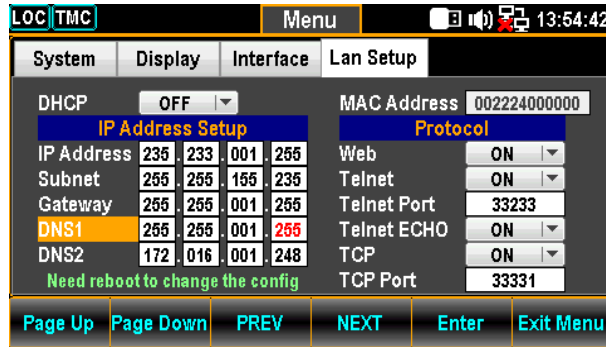 LOC TMC Menu 13:54:42
System Display Interface Lan Setup
DHCP OFF MAC Address 002224000000
IP Address Setup Protocol
IP Address 235 . 233 . 001 . 255 Web ON
Subnet 255 . 255 . 155 . 235 Telnet ON
Gateway 255 . 255 . 001 . 255 Telnet Port 33233
DNS1 255 . 255 . 001 . 255 Telnet ECHO ON
DNS2 172 . 016 . 001 . 248 TCP ON
Need reboot to change the config TCP Port 33331
Page Up Page Down PREV NEXT Enter Exit Menu